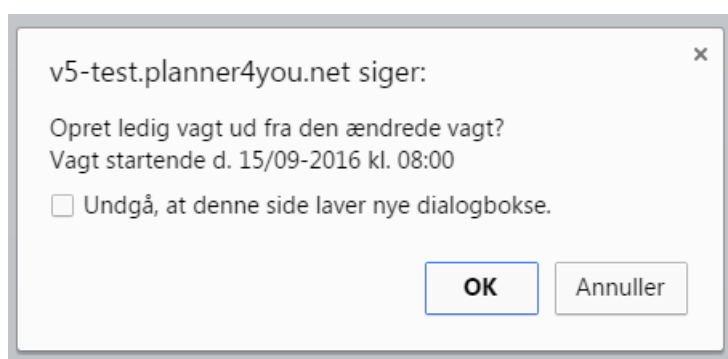 v5-test.planner4you.net siger:
Opret ledig vagt ud fra den ændrede vagt?
Vagt startende d. 15/09-2016 kl. 08:00
Undgå, at denne side laver nye dialogbokse.
OK Annuller